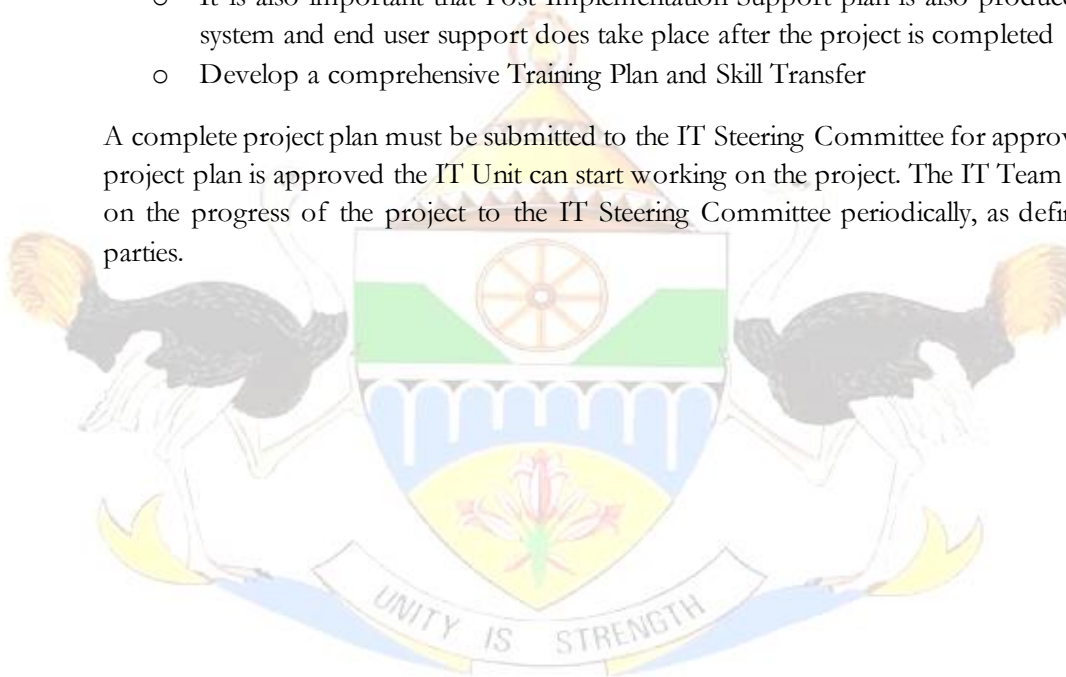 o It is also important that Post Implementation Support plan is also produce
system and end user support does take place after the project is completed
o Develop a comprehensive Training Plan and Skill Transfer
A complete project plan must be submitted to the IT Steering Committee for approv
project plan is approved the IT Unit can start working on the project. The IT Team
on the progress of the project to the IT Steering Committee periodically, as defin
parties.
UNITY IS STRENGTH